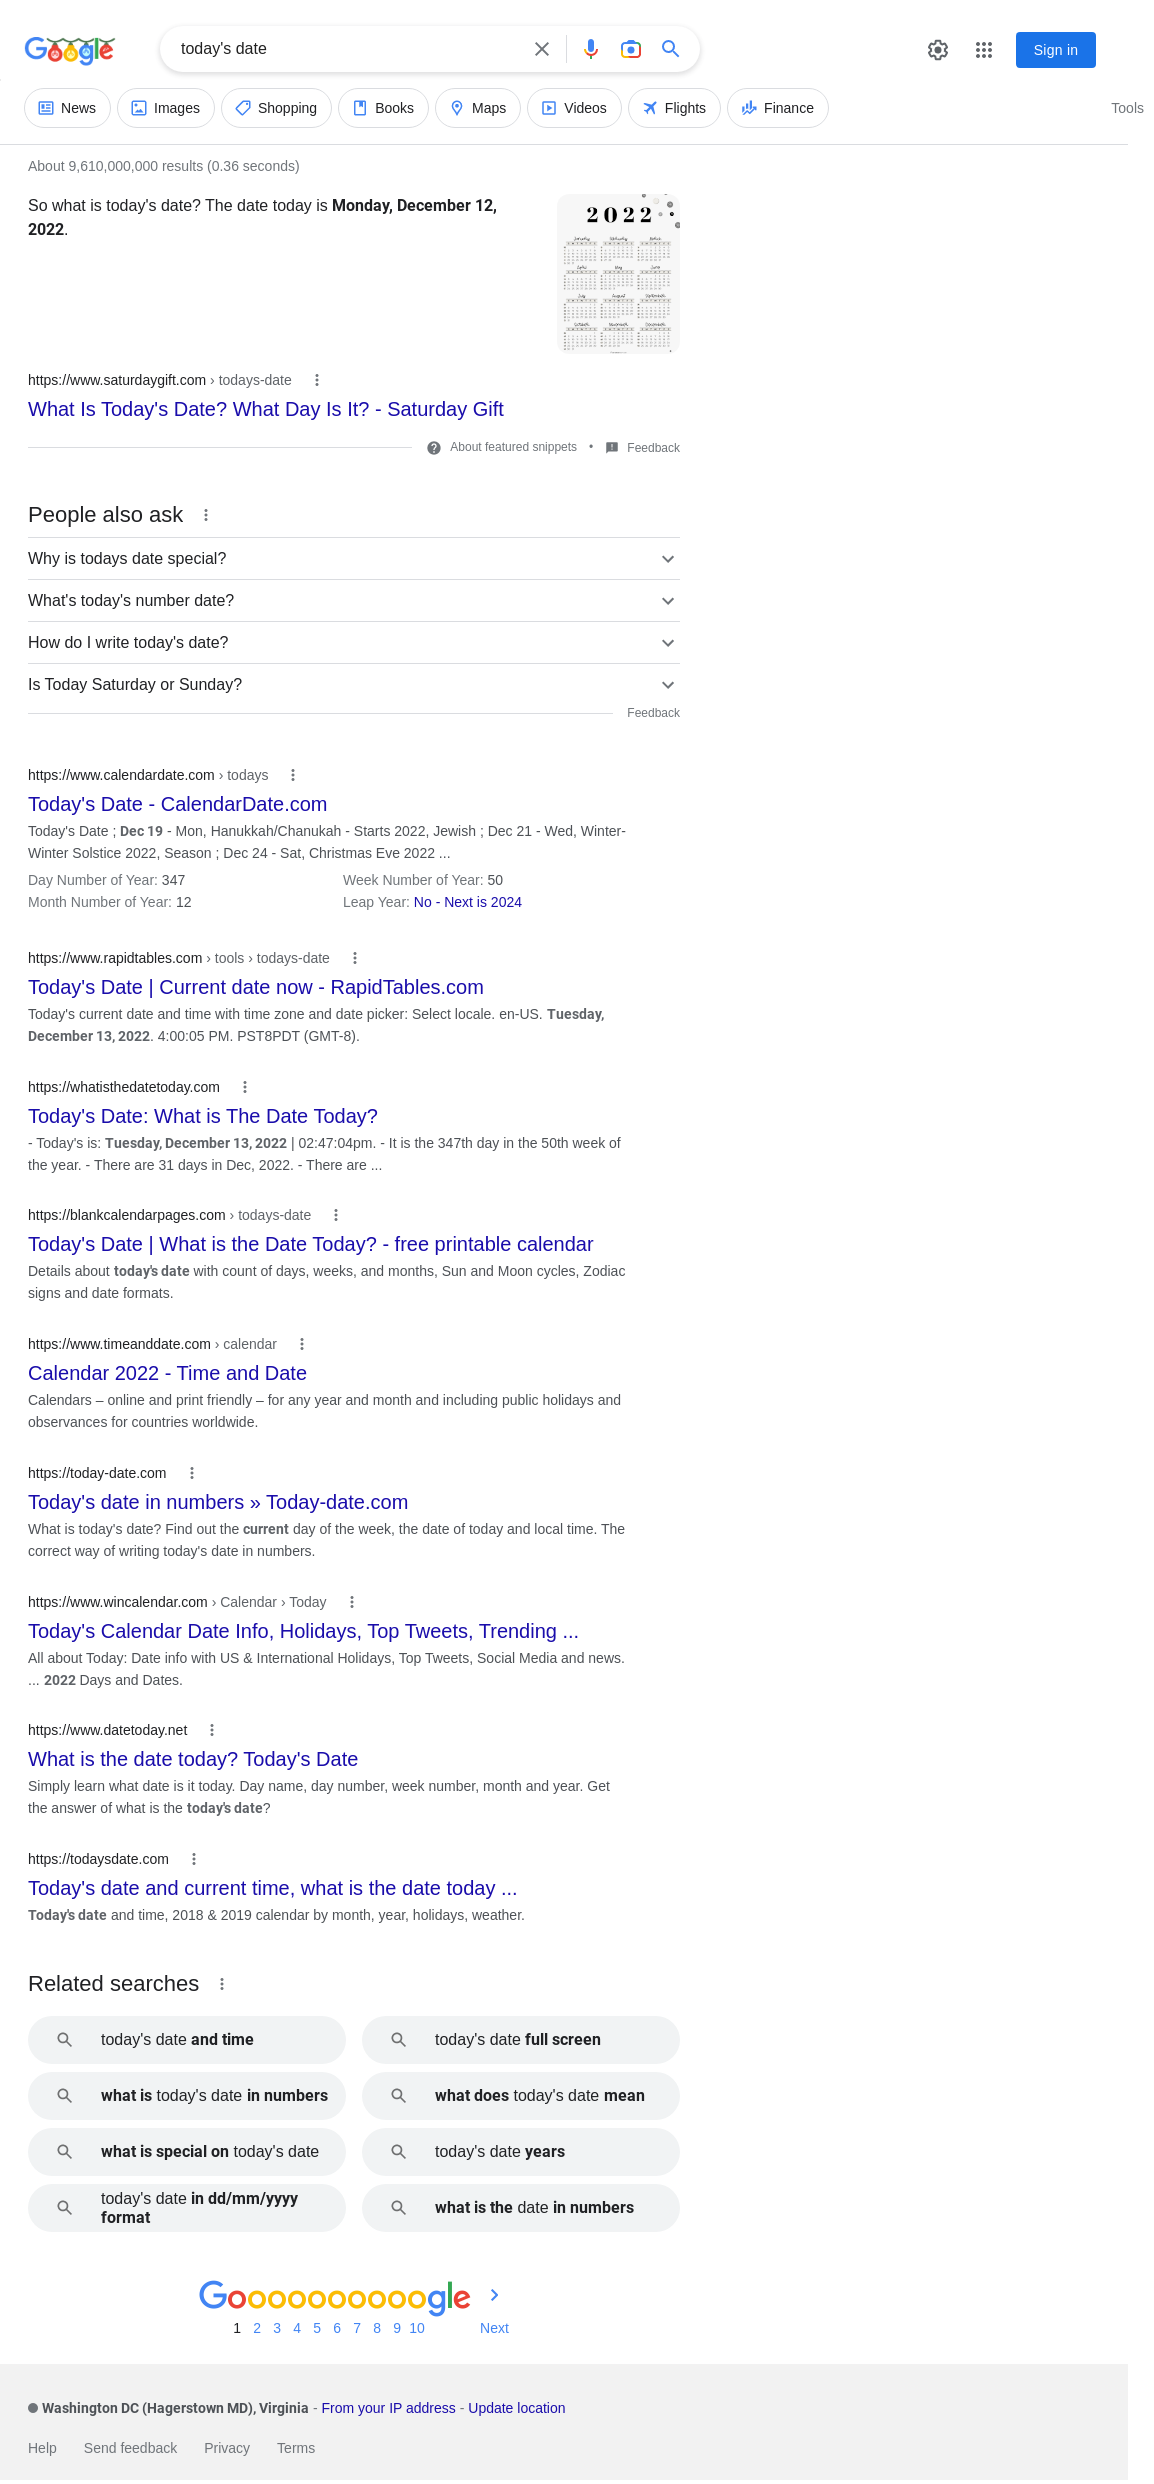 Google
today's date
Sign in
News
Images
Shopping
Books
Maps
Videos
Flights
Finance
Tools
About 9,610,000,000 results (0.36 seconds)
So what is today's date? The date today is Monday, December 12,
2022.
2022
https://www.saturdaygift.com › todays-date
What Is Today's Date? What Day Is It? - Saturday Gift
About featured snippets • Feedback
People also ask
Why is todays date special?
What's today's number date?
How do I write today's date?
Is Today Saturday or Sunday?
Feedback
https://www.calendardate.com › todays
Today's Date - CalendarDate.com
Today's Date ; Dec 19 - Mon, Hanukkah/Chanukah - Starts 2022, Jewish ; Dec 21 - Wed, Winter-
Winter Solstice 2022, Season ; Dec 24 - Sat, Christmas Eve 2022 ...
Day Number of Year: 347 Week Number of Year: 50
Month Number of Year: 12 Leap Year: No - Next is 2024
https://www.rapidtables.com › tools › todays-date
Today's Date | Current date now - RapidTables.com
Today's current date and time with time zone and date picker: Select locale. en-US. Tuesday,
December 13, 2022. 4:00:05 PM. PST8PDT (GMT-8).
https://whatisthedatetoday.com
Today's Date: What is The Date Today?
- Today's is: Tuesday, December 13, 2022 | 02:47:04pm. - It is the 347th day in the 50th week of
the year. - There are 31 days in Dec, 2022. - There are ...
https://blankcalendarpages.com › todays-date
Today's Date | What is the Date Today? - free printable calendar
Details about today's date with count of days, weeks, and months, Sun and Moon cycles, Zodiac
signs and date formats.
https://www.timeanddate.com › calendar
Calendar 2022 - Time and Date
Calendars – online and print friendly – for any year and month and including public holidays and
observances for countries worldwide.
https://today-date.com
Today's date in numbers » Today-date.com
What is today's date? Find out the current day of the week, the date of today and local time. The
correct way of writing today's date in numbers.
https://www.wincalendar.com › Calendar › Today
Today's Calendar Date Info, Holidays, Top Tweets, Trending ...
All about Today: Date info with US & International Holidays, Top Tweets, Social Media and news.
... 2022 Days and Dates.
https://www.datetoday.net
What is the date today? Today's Date
Simply learn what date is it today. Day name, day number, week number, month and year. Get
the answer of what is the today's date?
https://todaysdate.com
Today's date and current time, what is the date today ...
Today's date and time, 2018 & 2019 calendar by month, year, holidays, weather.
Related searches
today's date and time
today's date full screen
what is today's date in numbers
what does today's date mean
what is special on today's date
today's date years
today's date in dd/mm/yyyy
format
what is the date in numbers
Goooooooooogle
1 2 3 4 5 6 7 8 9 10 Next
Washington DC (Hagerstown MD), Virginia - From your IP address - Update location
Help Send feedback Privacy Terms